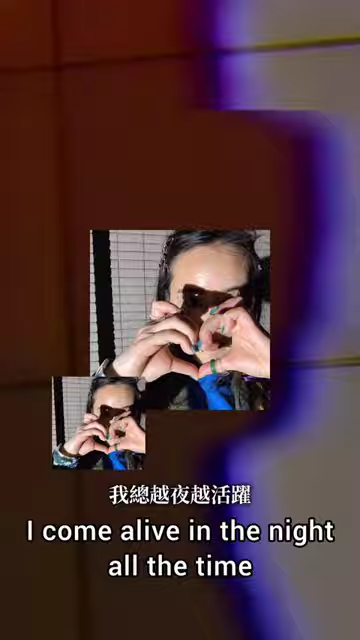 我總越夜越活躍
I come alive in the night
all the time